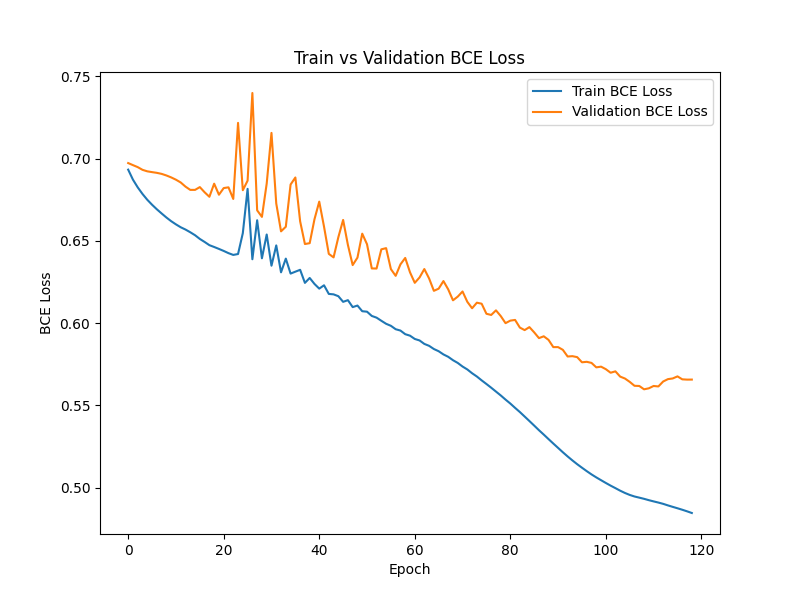 Train vs Validation BCE Loss
Train BCE Loss
Validation BCE Loss
BCE Loss
0.75
0.70
0.65
0.60
0.55
0.50
0 20 40 60 80 100 120
Epoch